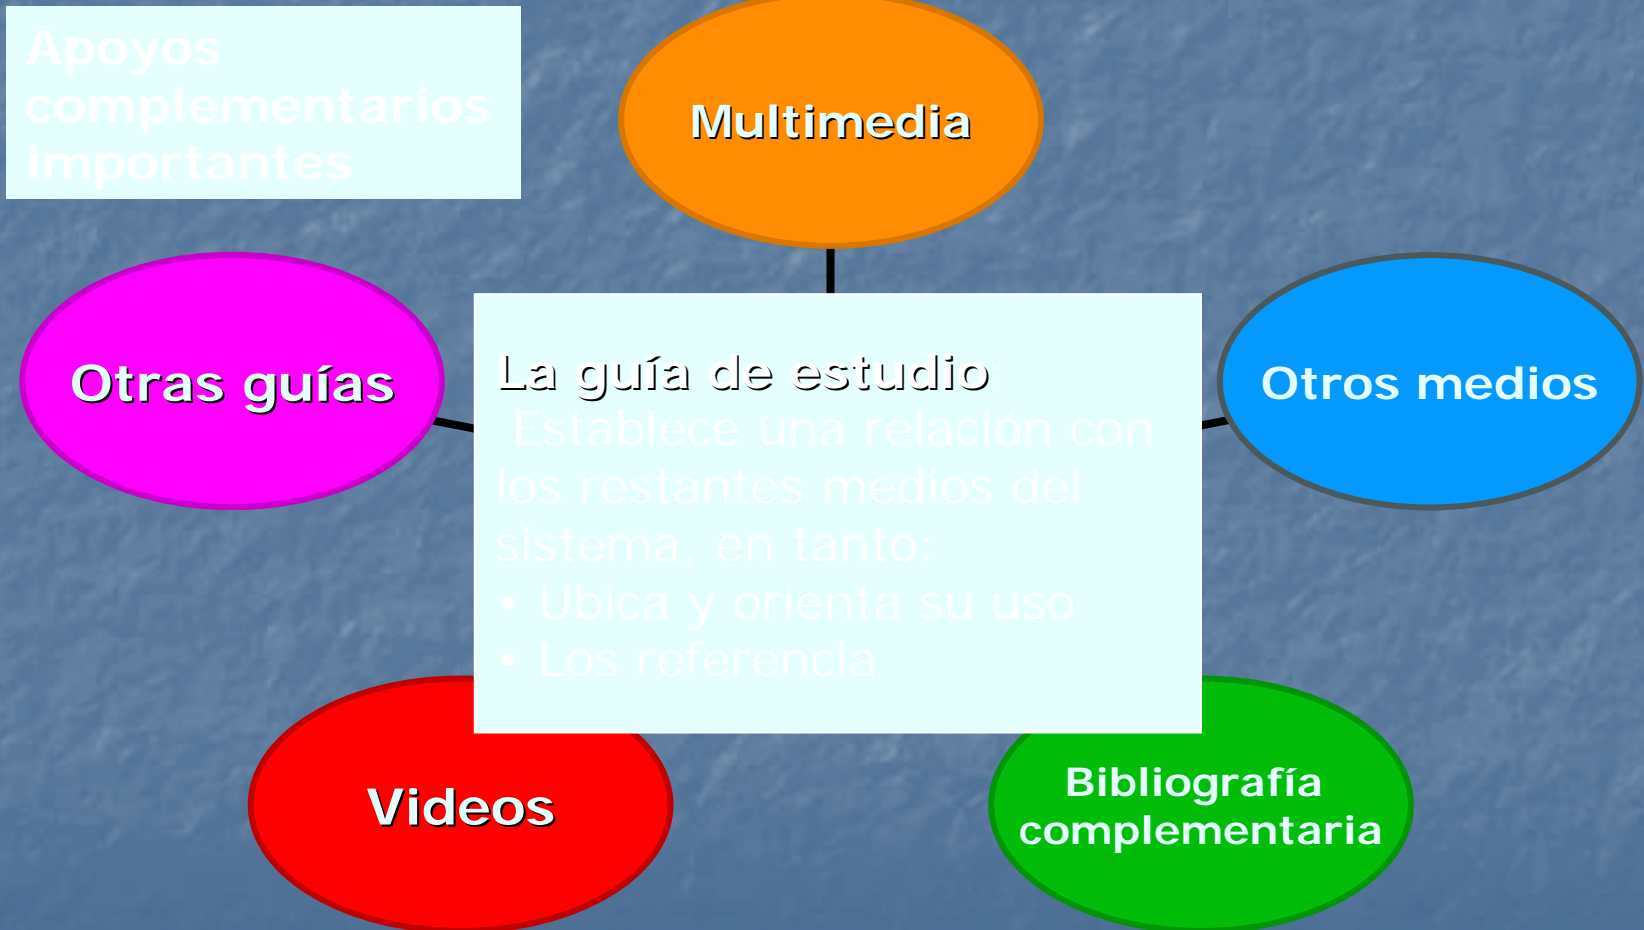 Apoyos
complementarios
importantes
Multimedia
Otras guías
Otros medios
La guía de estudio:
Establece una relación con
los restantes medios del
sistema, en tanto:
• Ubica y orienta su uso
• Los referencia
Videos
Bibliografía
complementaria